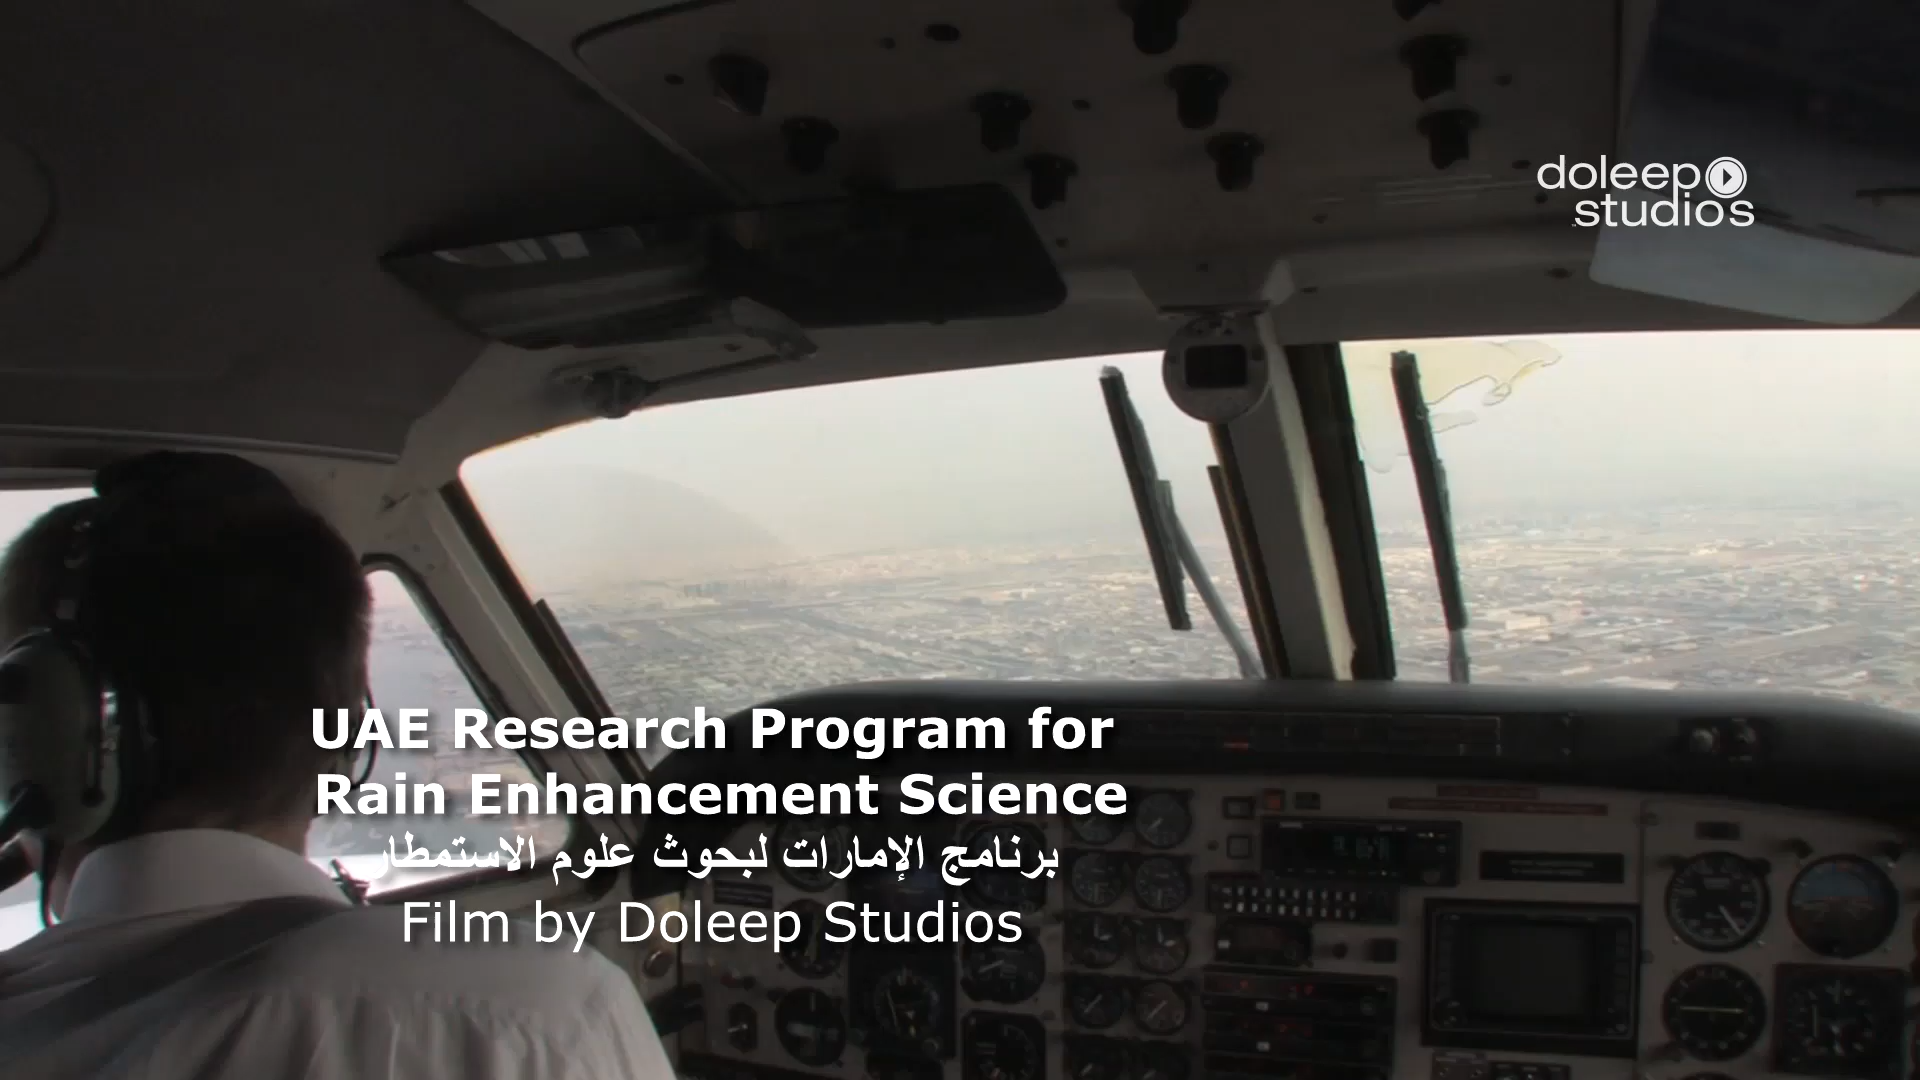 doleep
studios
UAE Research Program for
Rain Enhancement Science
برنامج الإمارات لبحوث علوم الاستمطار
Film by Doleep Studios